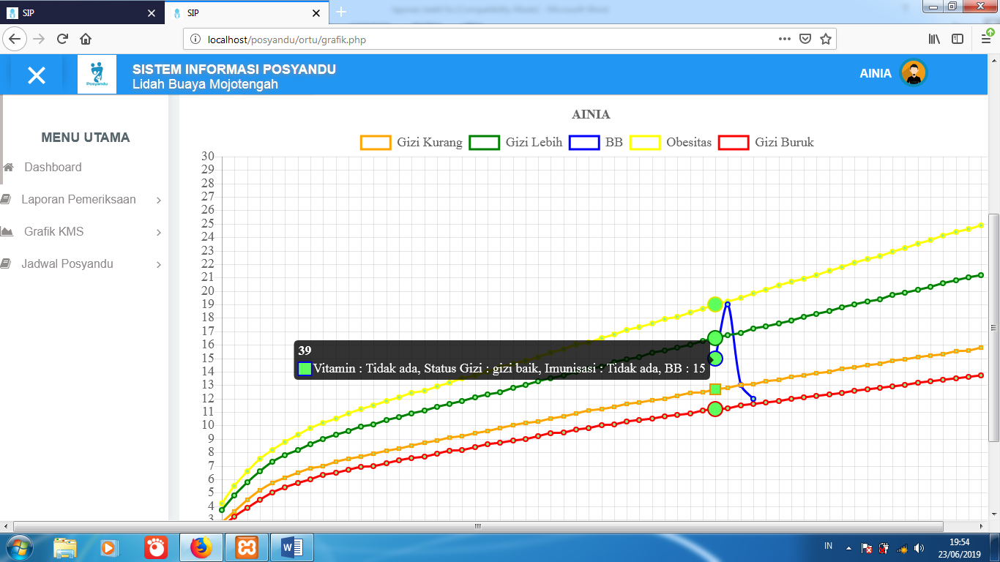 SIP
SIP
localhost/posyandu/ortu/grafik.php
Posyandu
SISTEM INFORMASI POSYANDU
Lidah Buaya Mojotengah
AINIA
MENU UTAMA
Dashboard
Laporan Pemeriksaan
Grafik KMS
Jadwal Posyandu
AINIA
Gizi Kurang
Gizi Lebih
BB
Obesitas
Gizi Buruk
30
29
28
27
26
25
24
23
22
21
20
19
18
17
16
15
14
13
12
11
10
9
8
7
6
5
4
3
39
Vitamin : Tidak ada, Status Gizi : gizi baik, Imunisasi : Tidak ada, BB : 15
IN
19:54
23/06/2019